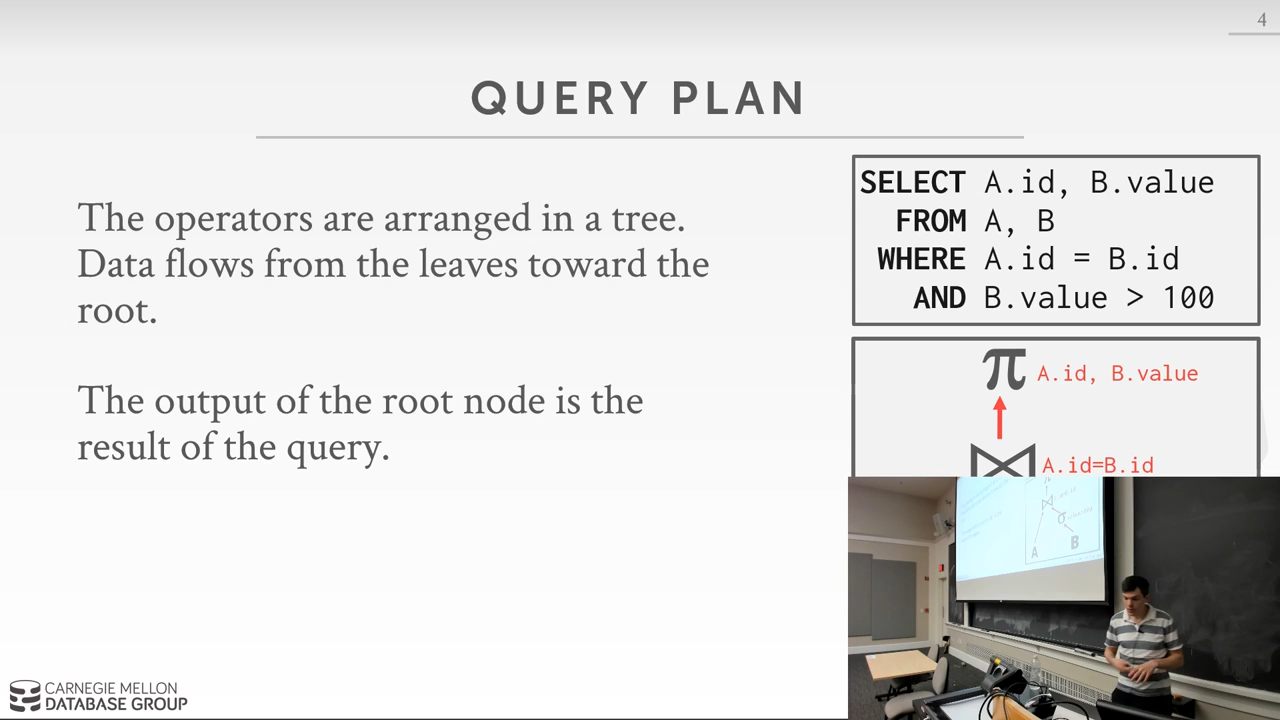 4
QUERY PLAN
The operators are arranged in a tree.
Data flows from the leaves toward the
root.
The output of the root node is the
result of the query.
SELECT A.id, B.value
FROM A, B
WHERE A.id = B.id
AND B.value > 100
π A.id, B.value
⋈ A.id=B.id
A
B
CARNEGIE MELLON
DATABASE GROUP